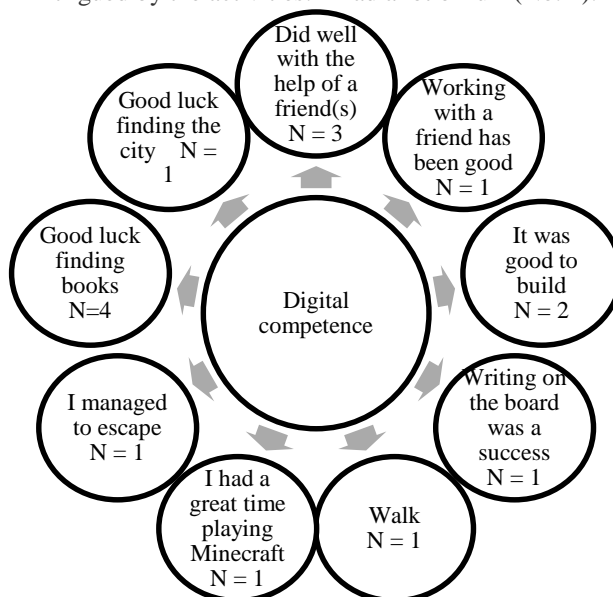 Did well
with the
help of a
friend(s)
N = 3
Working
with a
friend has
been good
N = 1
It was
good to
build
N = 2
Writing on
the board
was a
success
N = 1
Walk
N = 1
I had a
great time
playing
Minecraft
N = 1
I managed
to escape
N = 1
Good luck
finding
books
N=4
Good luck
finding the
city N =
1
Digital
competence